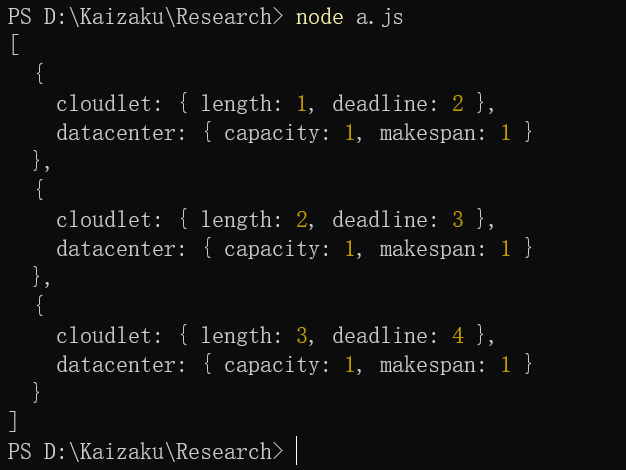 PS D:\Kaizaku\Research> node a.js
[
  {
    cloudlet: { length: 1, deadline: 2 },
    datacenter: { capacity: 1, makespan: 1 }
  },
  {
    cloudlet: { length: 2, deadline: 3 },
    datacenter: { capacity: 1, makespan: 1 }
  },
  {
    cloudlet: { length: 3, deadline: 4 },
    datacenter: { capacity: 1, makespan: 1 }
  }
]
PS D:\Kaizaku\Research>